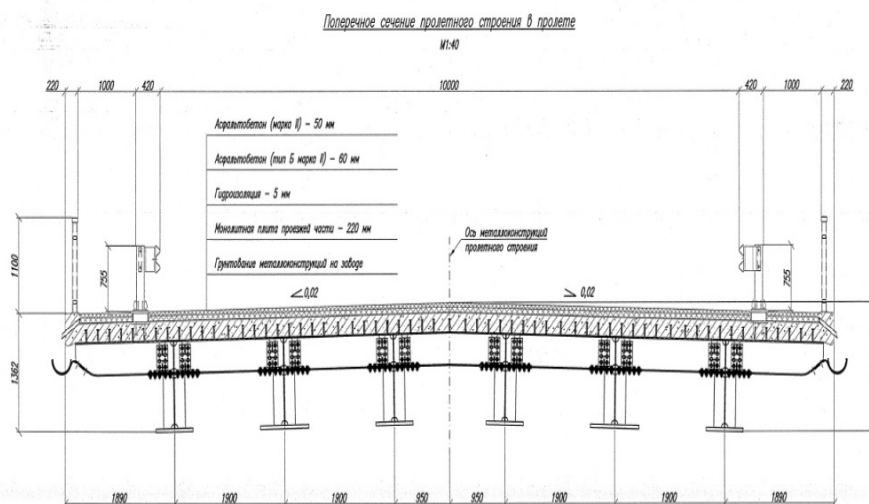 Поперечное сечение пролетного строения в пролете
М1:40
220 1000 420 10000 420 1000 220
Асфальтобетон (марка II) – 50 мм
Асфальтобетон (тип Б марка II) – 60 мм
Гидроизоляция – 5 мм
Монолитная плита проезжей части – 220 мм
Грунтование металлоконструкций на заводе
Ось металлоконструкций
пролетного строения
1100
755
755
0,02
0,02
1362
1890 1900 1900 950 950 1900 1900 1890